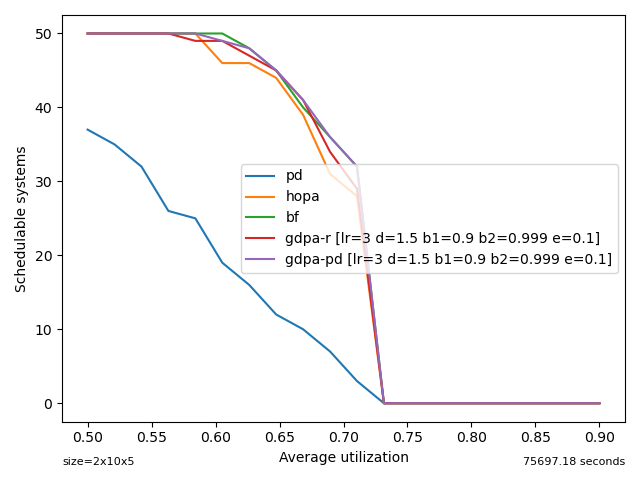 50
40
30
20
10
0
Schedulable systems
pd
hopa
bf
gdpa-r [lr=3 d=1.5 b1=0.9 b2=0.999 e=0.1]
gdpa-pd [lr=3 d=1.5 b1=0.9 b2=0.999 e=0.1]
0.50 0.55 0.60 0.65 0.70 0.75 0.80 0.85 0.90
Average utilization
size=2x10x5
75697.18 seconds